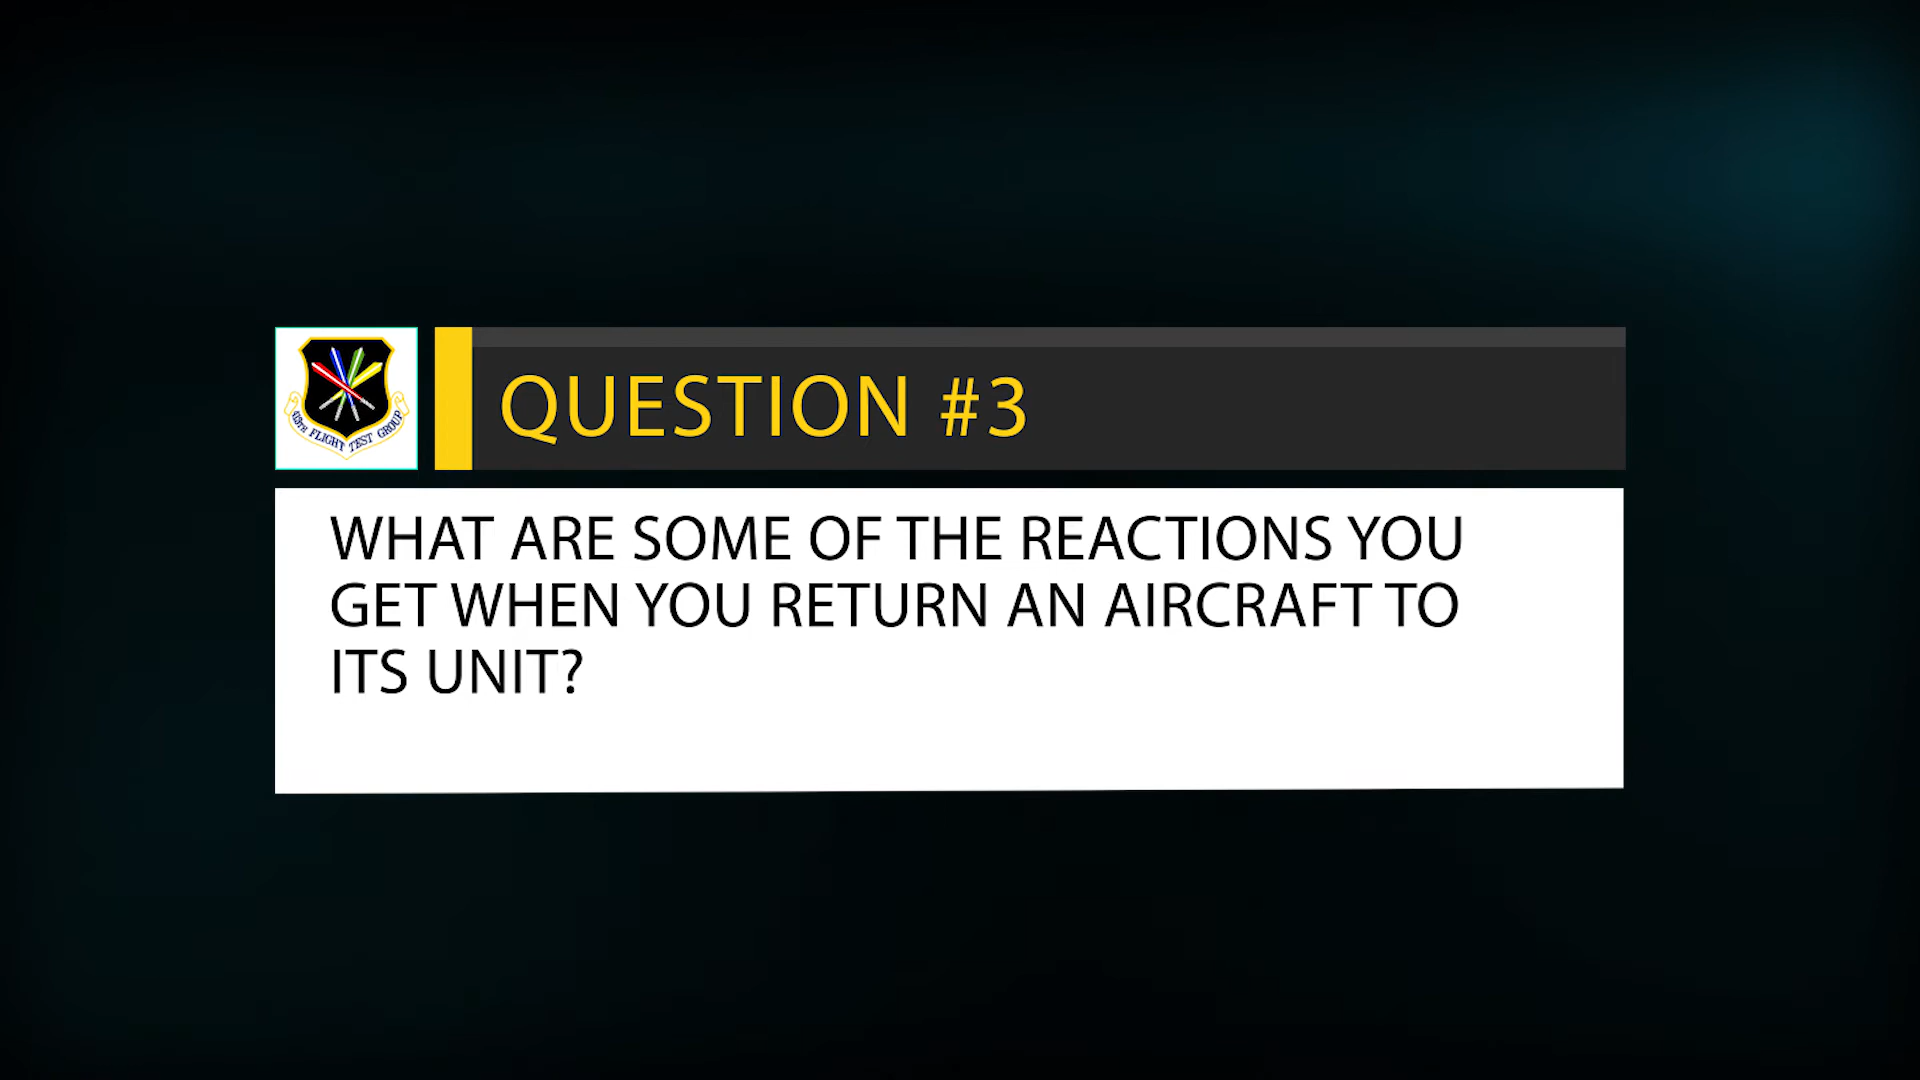 413TH FLIGHT TEST GROUP
QUESTION #3
WHAT ARE SOME OF THE REACTIONS YOU
GET WHEN YOU RETURN AN AIRCRAFT TO
ITS UNIT?